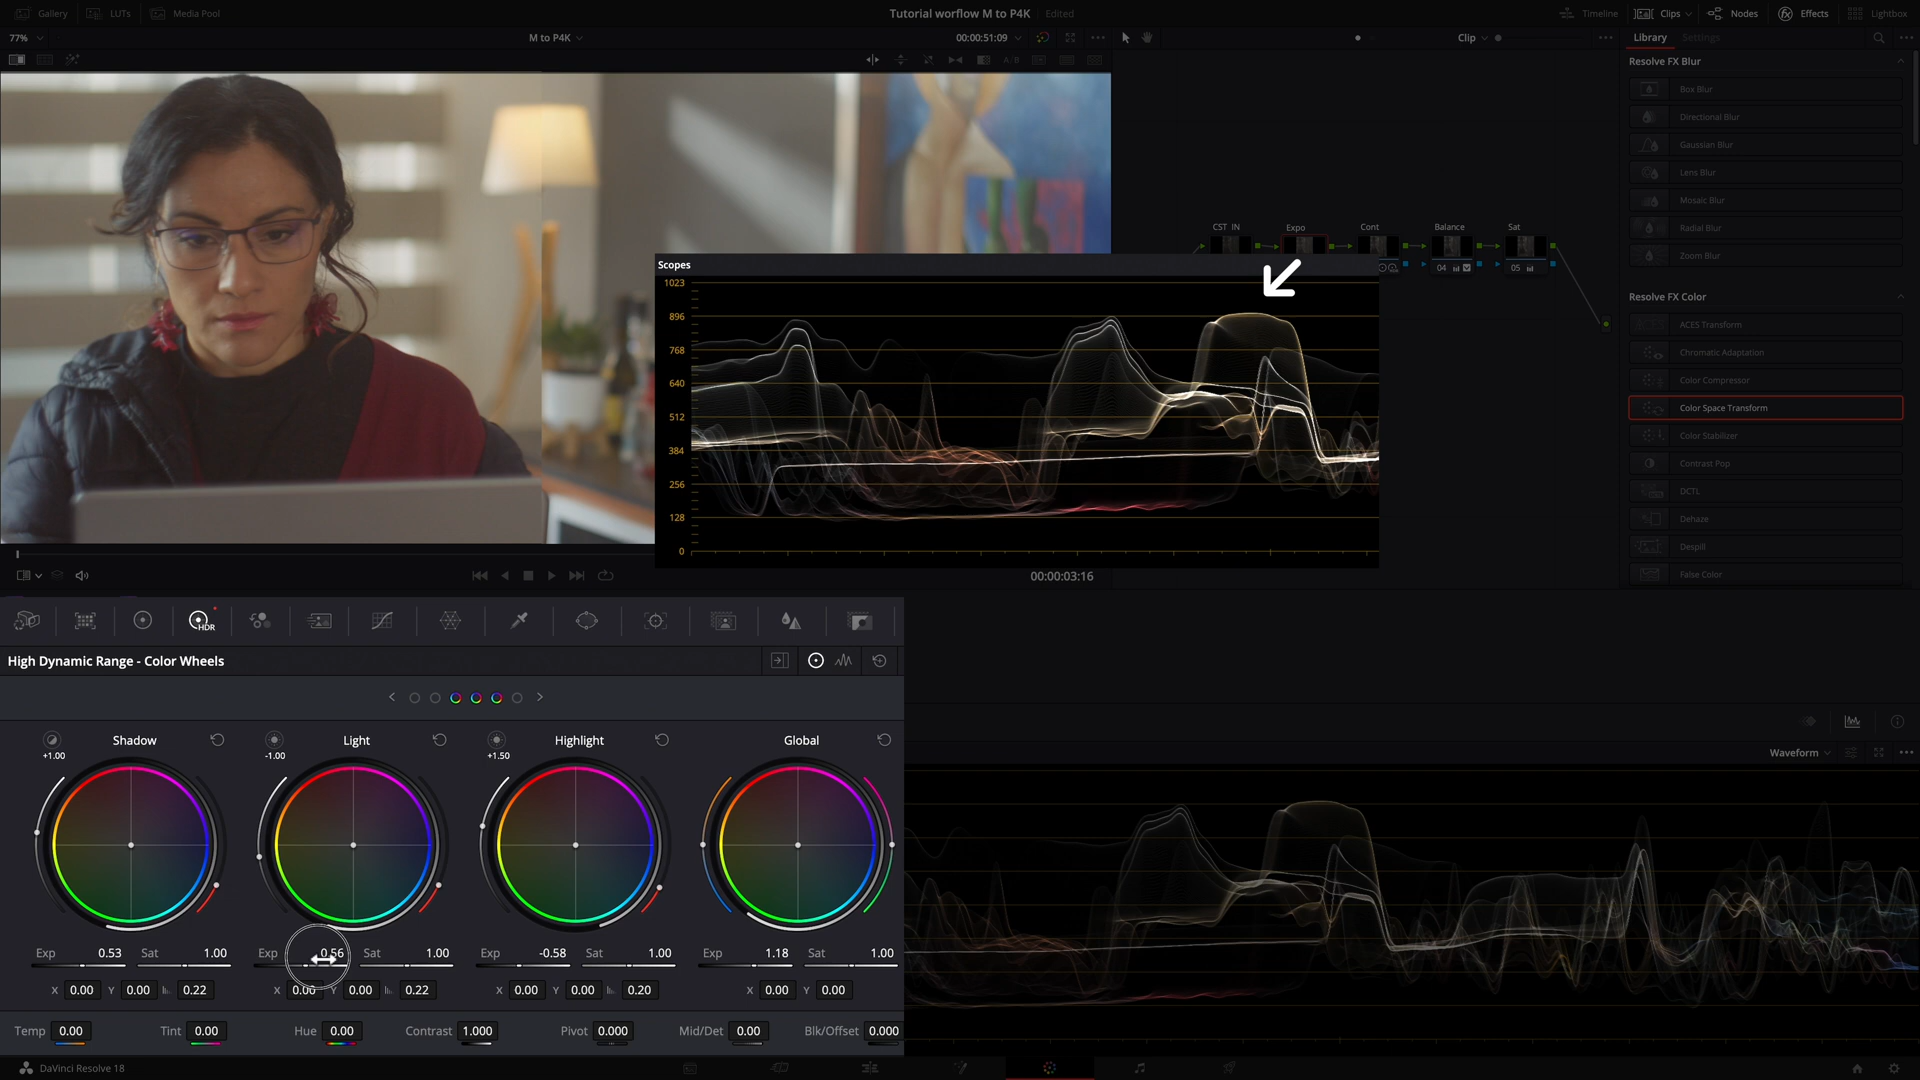 Gallery LUTs Media Pool Tutorial worflow M to P4K Edited Timeline Clips Nodes Effects Lightbox
77% M to P4K 00:00:51:09 Clip Library Settings
A/B
Resolve FX Blur
Box Blur
Directional Blur
Gaussian Blur
Lens Blur
Mosaic Blur
Radial Blur
Zoom Blur
Resolve FX Color
ACES Transform
Chromatic Adaptation
Color Compressor
Color Space Transform
Color Stabilizer
Contrast Pop
DCTL
Dehaze
Despill
False Color
CST IN Expo Cont Balance Sat
04 05
Scopes
1023
896
768
640
512
384
256
128
0
00:00:03:16
HDR
High Dynamic Range - Color Wheels
Shadow Light Highlight Global
+1.00 -1.00 +1.50
Exp 0.53 Sat 1.00 Exp 0.56 Sat 1.00 Exp -0.58 Sat 1.00 Exp 1.18 Sat 1.00
X 0.00 Y 0.00 0.22 X 0.00 Y 0.00 0.22 X 0.00 Y 0.00 0.20 X 0.00 Y 0.00
Temp 0.00 Tint 0.00 Hue 0.00 Contrast 1.000 Pivot 0.000 Mid/Det 0.00 Blk/Offset 0.000
Waveform
DaVinci Resolve 18